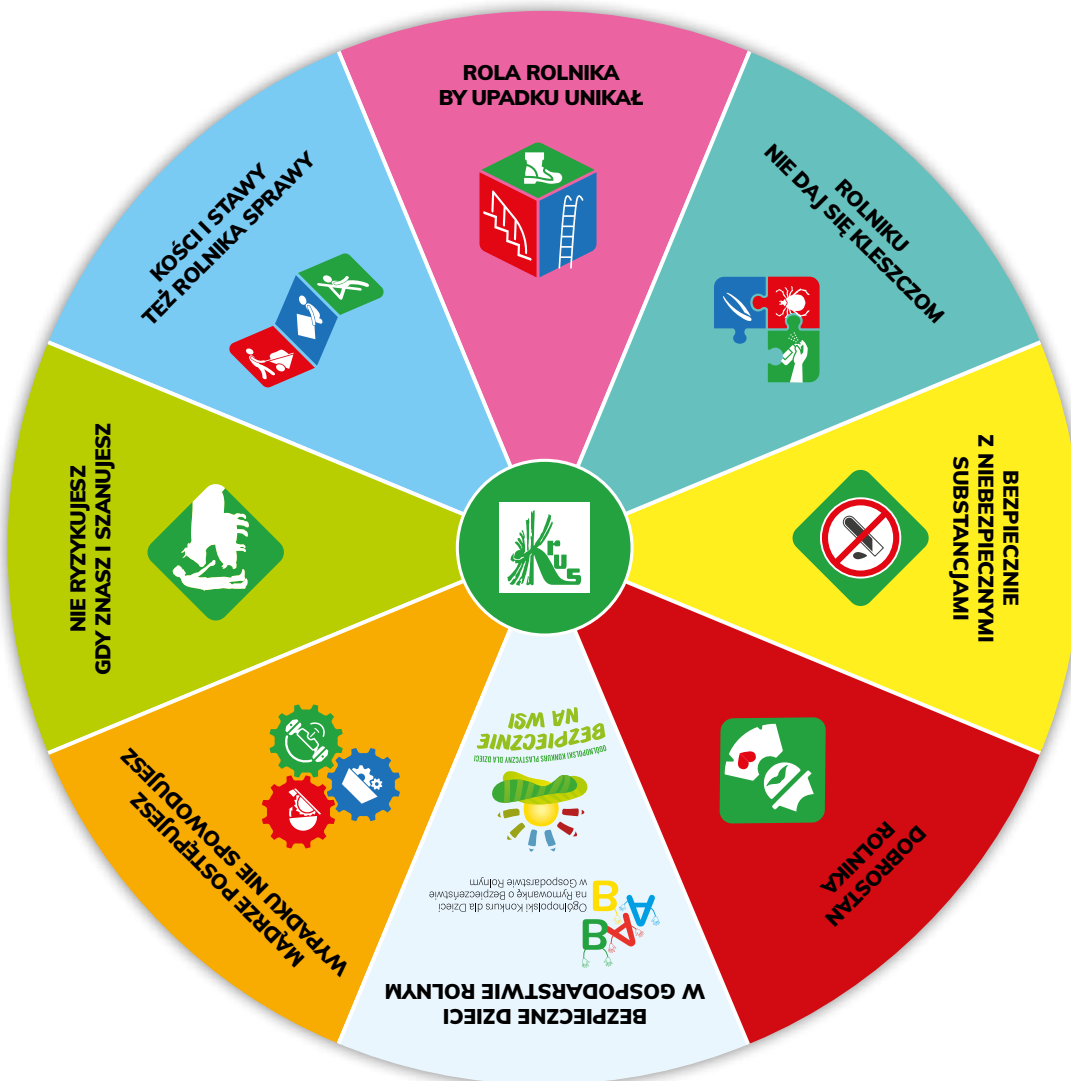 ROLA ROLNIKA
BY UPADKU UNIKAŁ
ROLNIKU
NIE DAJ SIĘ KLESZCZOM
BEZPIECZNIE
Z NIEBEZPIECZNYMI
SUBSTANCJAMI
DOBROSTAN
ROLNIKA
BEZPIECZNE DZIECI
W GOSPODARSTWIE ROLNYM
ABBA
Ogólnopolski Konkurs dla Dzieci
na Rymowankę o Bezpieczeństwie
w Gospodarstwie Rolnym
OGÓLNOPOLSKI KONKURS PLASTYCZNY DLA DZIECI
BEZPIECZNIE
NA WSI
MĄDRZE POSTĘPUJESZ
WYPADKU NIE SPOWODUJESZ
NIE RYZYKUJESZ
GDY ZNASZ I SZANUJESZ
KOŚCI I STAWY
TEŻ ROLNIKA SPRAWY
Krus